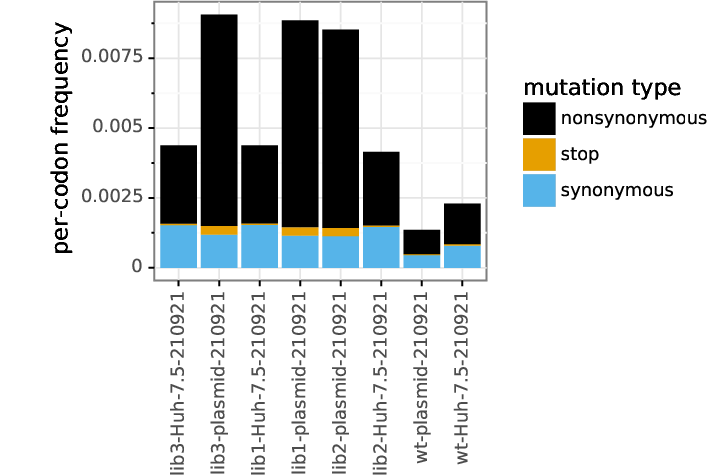 per-codon frequency
0.0075
0.005
0.0025
0
lib3-Huh-7.5-210921
lib3-plasmid-210921
lib1-Huh-7.5-210921
lib1-plasmid-210921
lib2-plasmid-210921
lib2-Huh-7.5-210921
wt-plasmid-210921
wt-Huh-7.5-210921
mutation type
nonsynonymous
stop
synonymous